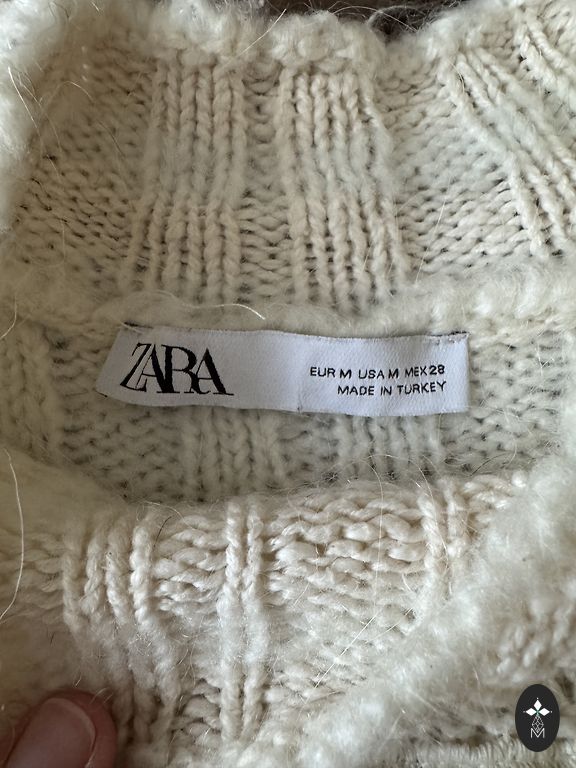 ZARA
EUR M USA M MEX 28
MADE IN TURKEY
M